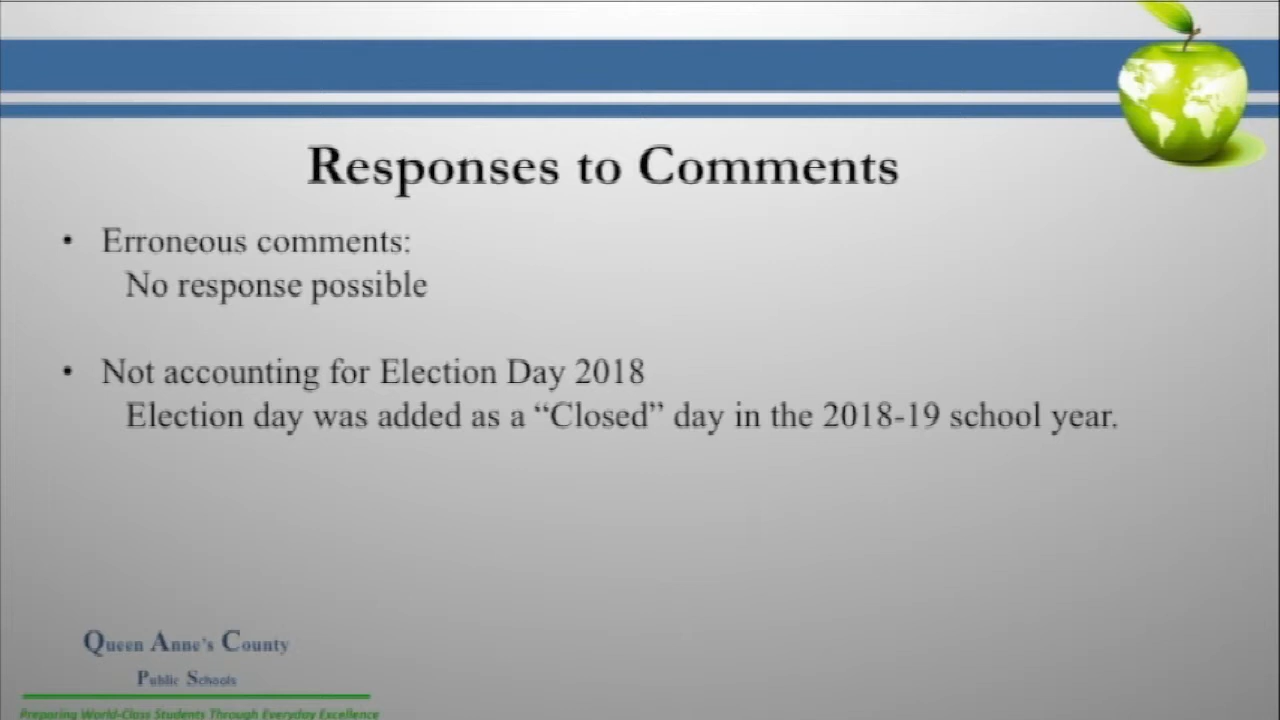 Responses to Comments
• Erroneous comments:
No response possible
• Not accounting for Election Day 2018
Election day was added as a “Closed” day in the 2018-19 school year.
Queen Anne's County
Public Schools
Preparing World-Class Students Through Everyday Excellence